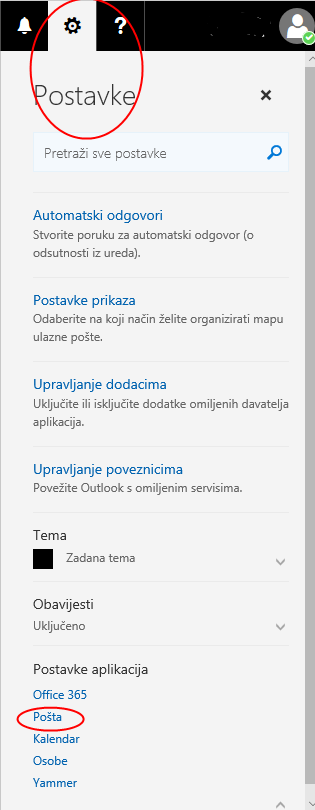 ?
Postavke
Pretraži sve postavke
Automatski odgovori
Stvorite poruku za automatski odgovor (o
odsutnosti iz ureda).
Postavke prikaza
Odaberite na koji način želite organizirati mapu
ulazne pošte.
Upravljanje dodacima
Uključite ili isključite dodatke omiljenih davatelja
aplikacija.
Upravljanje poveznicima
Povežite Outlook s omiljenim servisima.
Tema
Zadana tema
Obavijesti
Uključeno
Postavke aplikacija
Office 365
Pošta
Kalendar
Osobe
Yammer